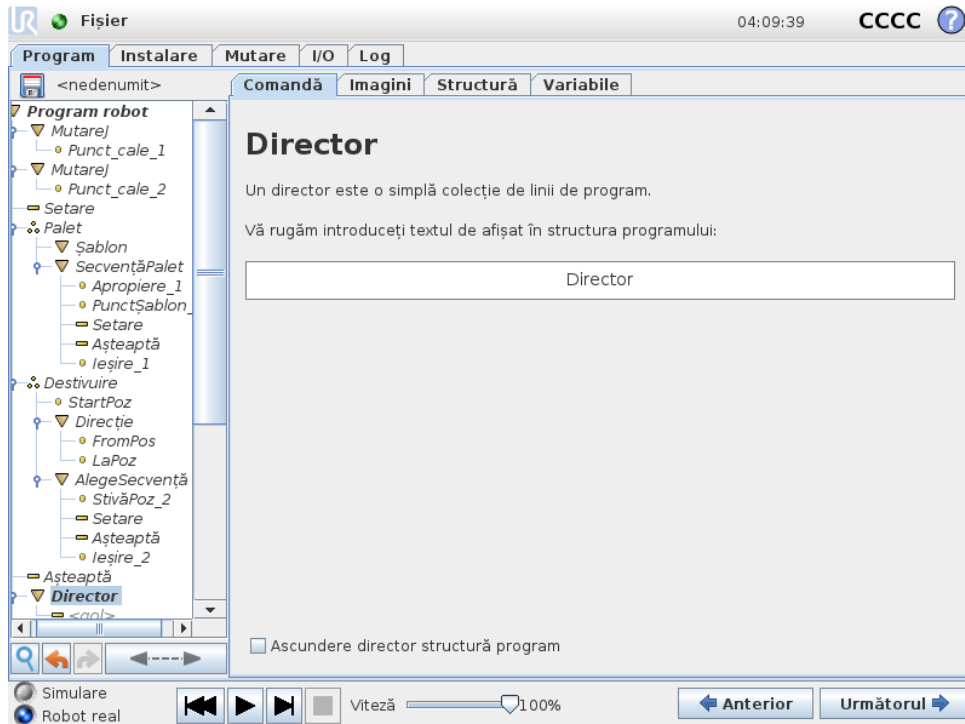 Fișier
04:09:39
CCCC
?
Program
Instalare
Mutare
I/O
Log
<nedenumit>
Comandă
Imagini
Structură
Variabile
Program robot
MutareJ
Punct_cale_1
MutareJ
Punct_cale_2
Setare
Palet
Șablon
SecvențăPalet
Apropiere_1
PunctȘablon_
Setare
Așteaptă
Ieșire_1
Destivuire
StartPoz
Direcție
FromPos
LaPoz
AlegeSecvență
StivăPoz_2
Setare
Așteaptă
Ieșire_2
Așteaptă
Director
<gol>
Director
Un director este o simplă colecție de linii de program.
Vă rugăm introduceți textul de afișat în structura programului:
Director
Ascundere director structură program
Simulare
Robot real
Viteză
100%
Anterior
Următorul